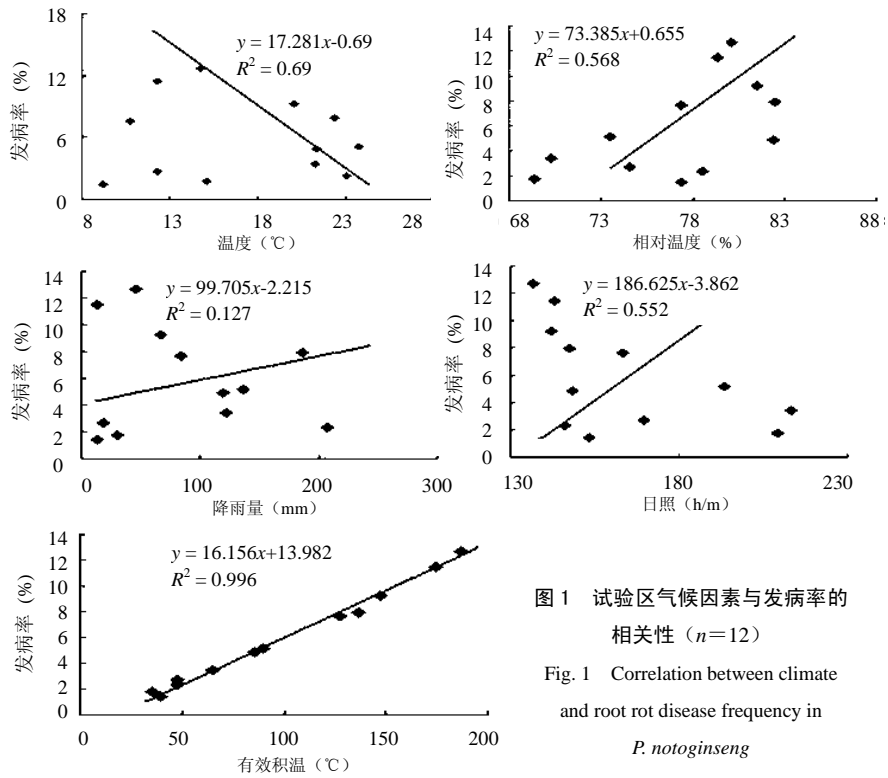 18
12
6
0
发病率 (%)
y = 17.281x-0.69
R² = 0.69
8 13 18 23 28
温度（℃）
14
12
10
8
6
4
2
0
发病率 (%)
y = 73.385x+0.655
R² = 0.568
68 73 78 83 88
相对温度（%）
14
12
10
8
6
4
2
0
发病率 (%)
y = 99.705x-2.215
R² = 0.127
0 100 200 300
降雨量（mm）
14
12
10
8
6
4
2
0
发病率 (%)
y = 186.625x-3.862
R² = 0.552
130 180 230
日照（h/m）
14
12
10
8
6
4
2
0
发病率 (%)
y = 16.156x+13.982
R² = 0.996
0 50 100 150 200
有效积温（℃）
图 1 试验区气候因素与发病率的
相关性（n＝12）
Fig. 1 Correlation between climate
and root rot disease frequency in
P. notoginseng